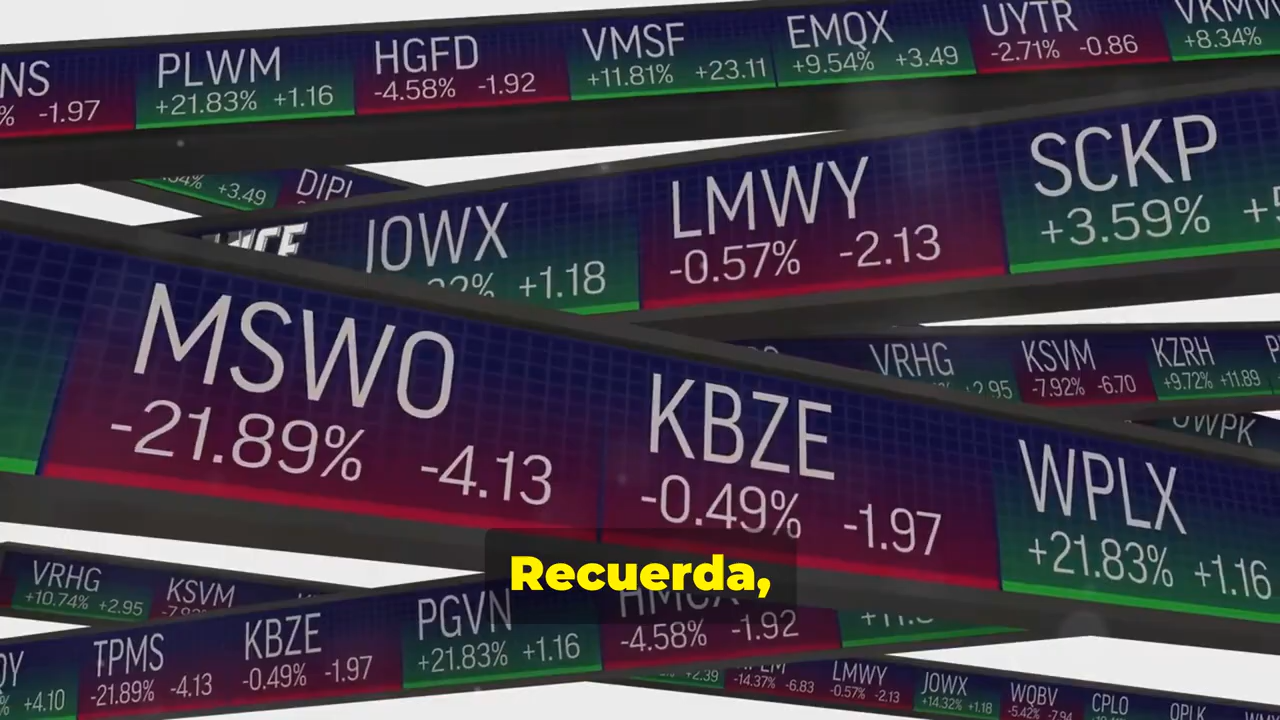 NS PLWM HGFD VMSF EMQX UYTR VKMW
% -1.97 +21.83% +1.16 -4.58% -1.92 +11.81% +23.11 +9.54% +3.49 -2.71% -0.86 +8.34%
+3.49 DIPL
IOWX LMWY SCKP
+1.18 -0.57% -2.13 +3.59%
VRHG KSVM KZRH
+2.95 -7.92% -6.70 +9.72% +11.89
MSWO KBZE WPLX
-21.89% -4.13 -0.49% -1.97 +21.83% +1.16
Recuerda,
VRHG KSVM
+10.74% +2.95
TPMS KBZE PGVN
+4.10 -21.89% -4.13 -0.49% -1.97 +21.83% +1.16 -4.58% -1.92
LMWY JOWX WQBV CPLO QPLK
+2.39 -14.37% -6.83 -0.57% -2.13 +14.32% +1.18 -5.42% -7.94